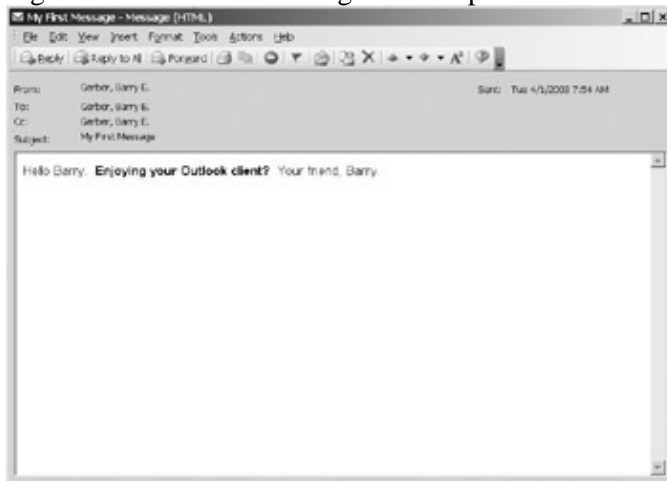 My First Message - Message (HTML)
File Edit View Insert Format Tools Actions Help
Reply Reply to All Forward
From: Gerber, Barry E. Sent: Tue 4/1/2003 7:54 AM
To: Gerber, Barry E.
Cc: Gerber, Barry E.
Subject: My First Message
Hello Barry. Enjoying your Outlook client? Your friend, Barry.